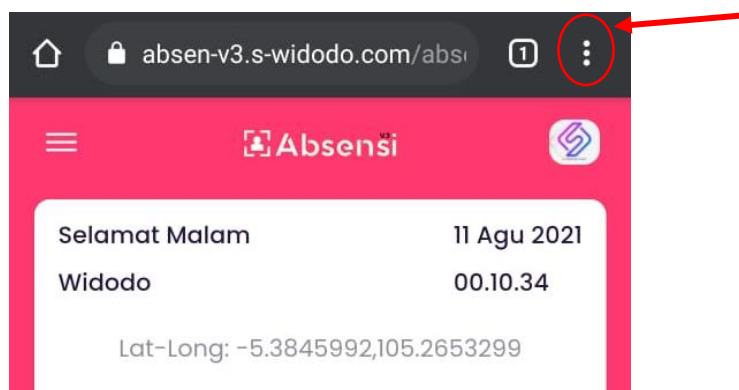 absen-v3.s-widodo.com/abs
1
Absensi
V3
Selamat Malam 11 Agu 2021
Widodo 00.10.34
Lat-Long: -5.3845992,105.2653299